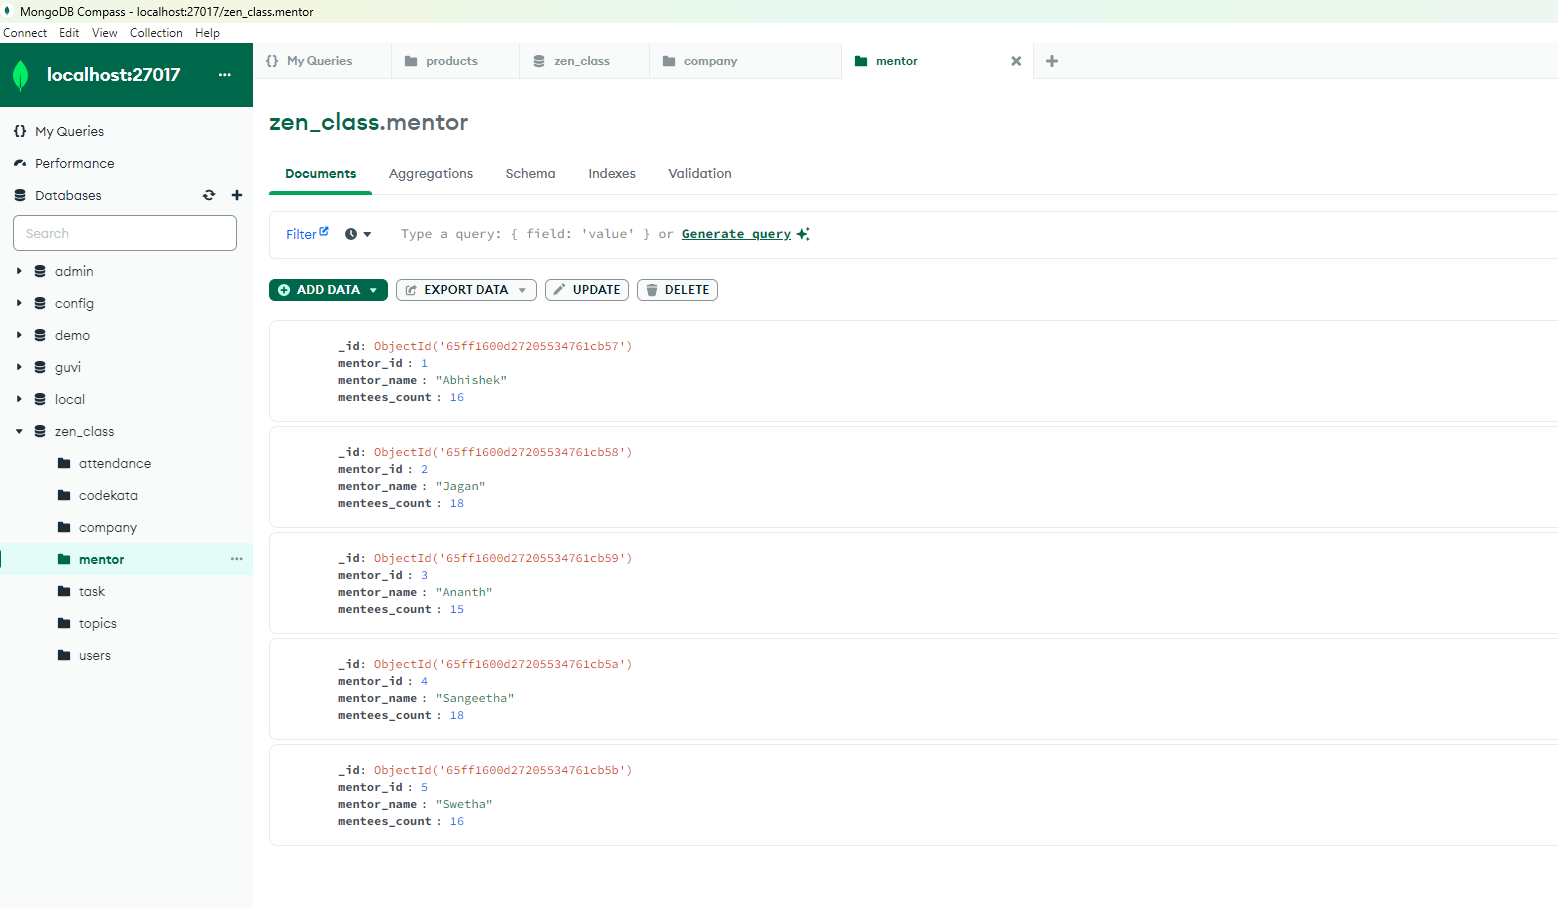 MongoDB Compass - localhost:27017/zen_class.mentor
Connect Edit View Collection Help
localhost:27017 ...
My Queries products zen_class company mentor
{} My Queries
Performance
Databases
Search
admin
config
demo
guvi
local
zen_class
attendance
codekata
company
mentor ...
task
topics
users
zen_class.mentor
Documents Aggregations Schema Indexes Validation
Filter Type a query: { field: 'value' } or Generate query
ADD DATA EXPORT DATA UPDATE DELETE
_id: ObjectId('65ff1600d27205534761cb57')
mentor_id : 1
mentor_name : "Abhishek"
mentees_count : 16
_id: ObjectId('65ff1600d27205534761cb58')
mentor_id : 2
mentor_name : "Jagan"
mentees_count : 18
_id: ObjectId('65ff1600d27205534761cb59')
mentor_id : 3
mentor_name : "Ananth"
mentees_count : 15
_id: ObjectId('65ff1600d27205534761cb5a')
mentor_id : 4
mentor_name : "Sangeetha"
mentees_count : 18
_id: ObjectId('65ff1600d27205534761cb5b')
mentor_id : 5
mentor_name : "Swetha"
mentees_count : 16